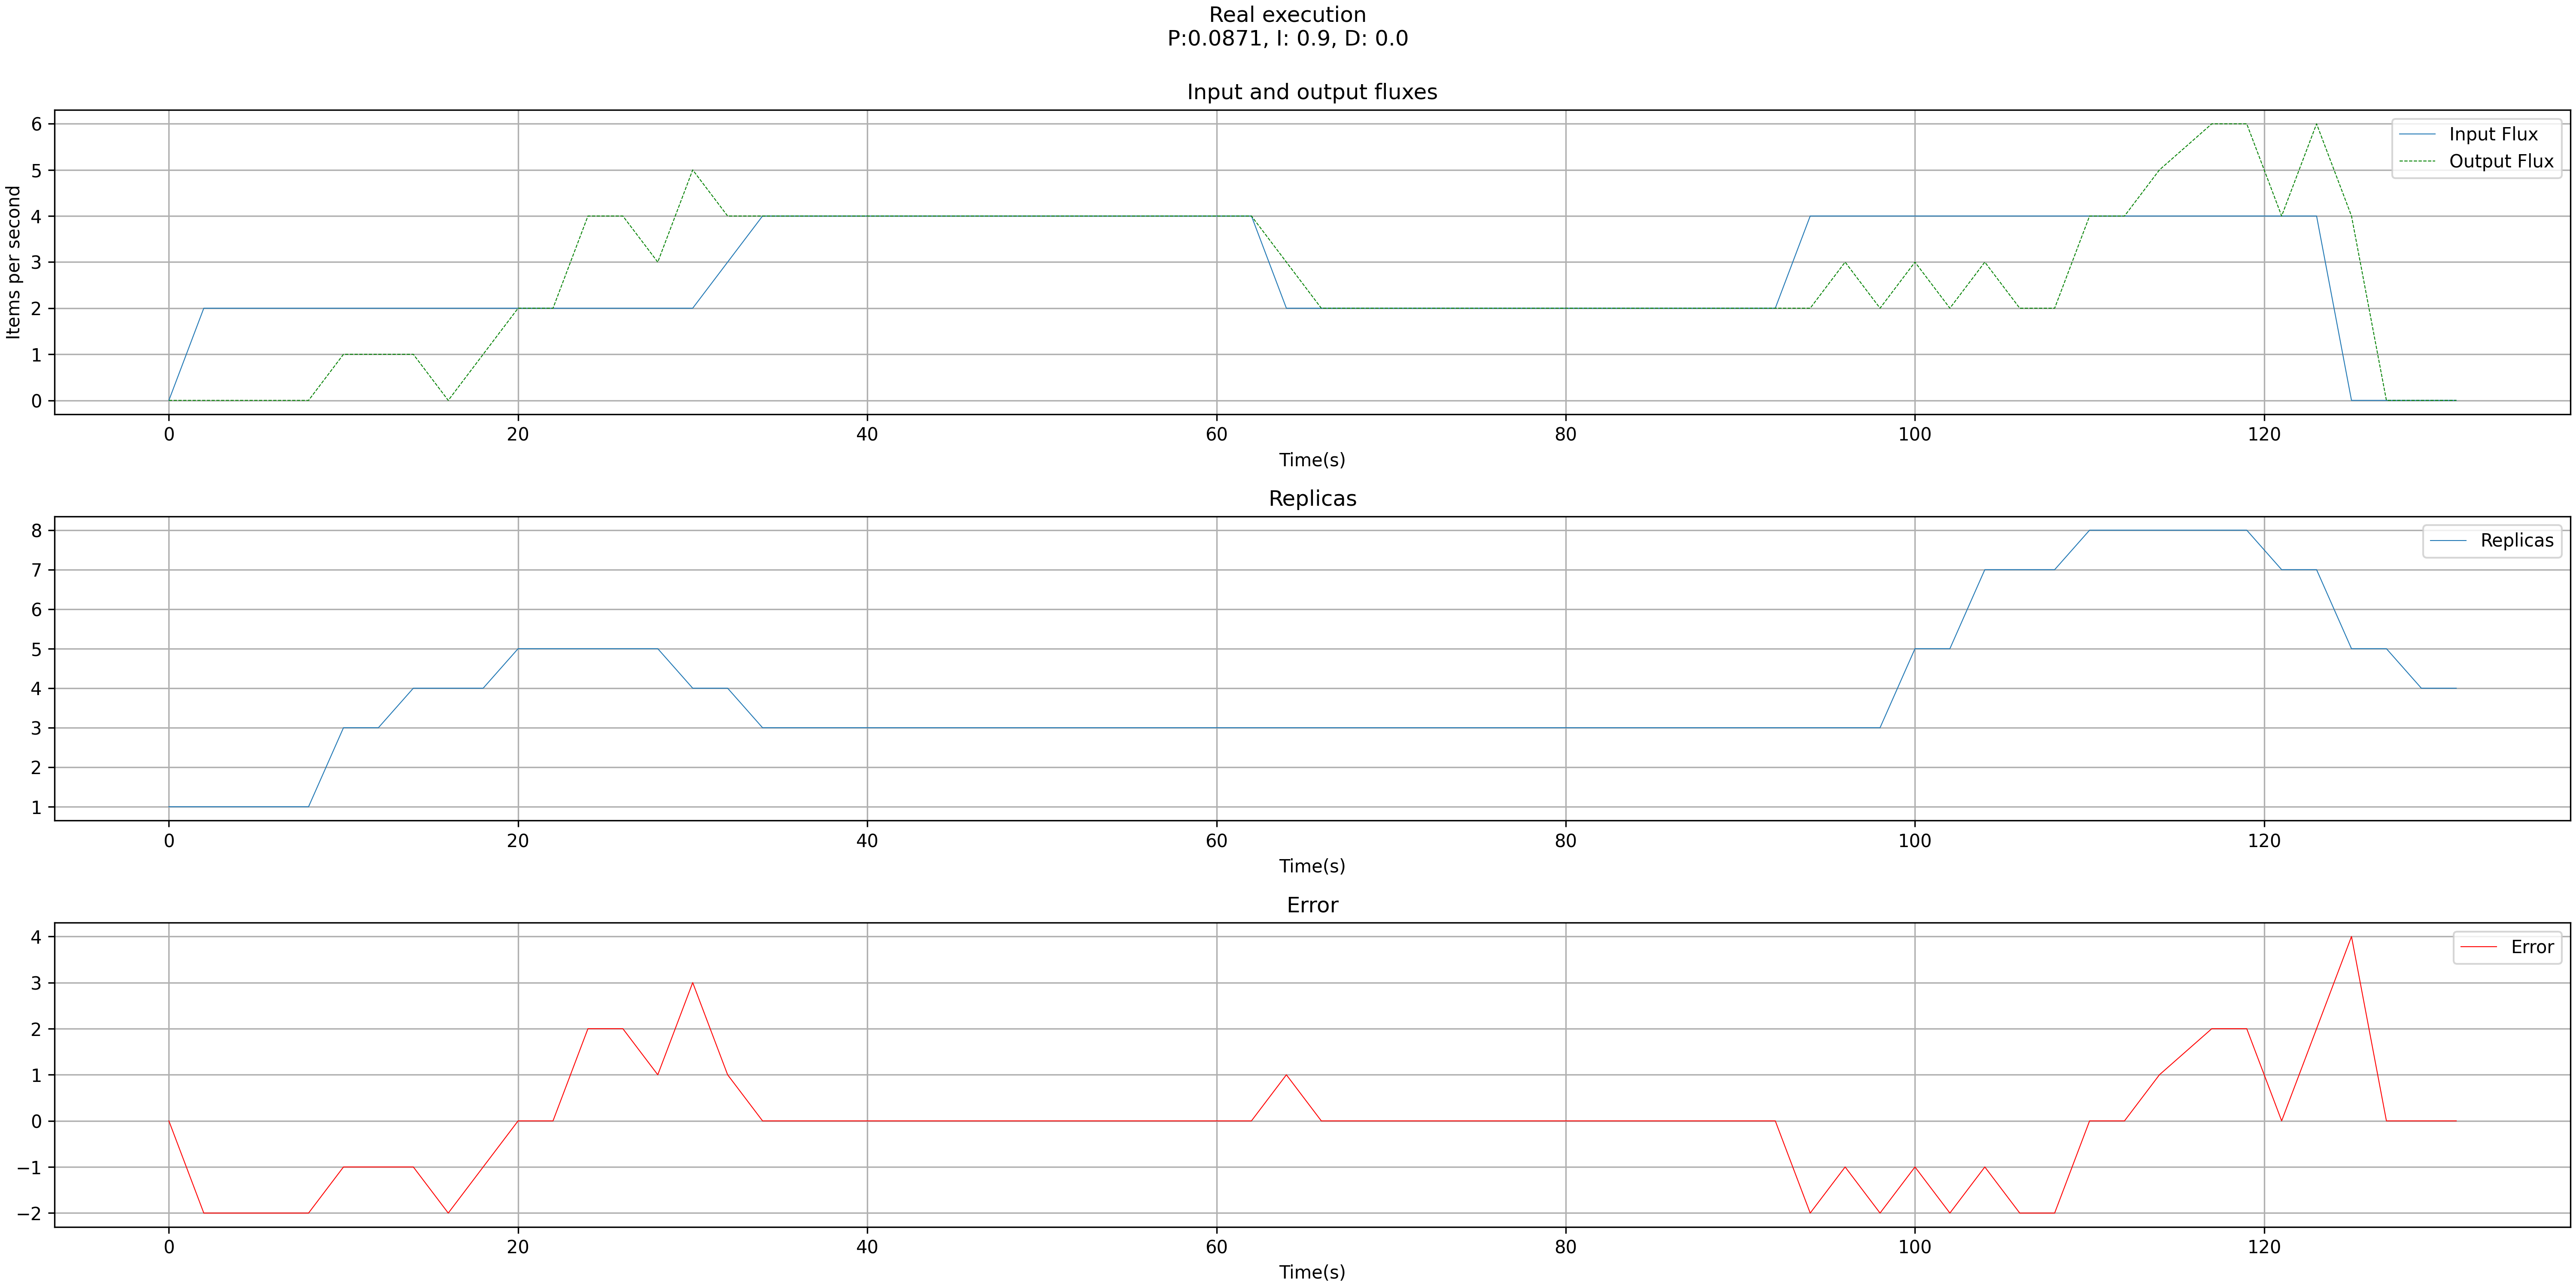 Real execution
P:0.0871, I: 0.9, D: 0.0
Input and output fluxes
6
5
4
3
2
1
0
Items per second
Input Flux
Output Flux
0 20 40 60 80 100 120
Time(s)
Replicas
8
7
6
5
4
3
2
1
Replicas
0 20 40 60 80 100 120
Time(s)
Error
4
3
2
1
0
−1
−2
Error
0 20 40 60 80 100 120
Time(s)